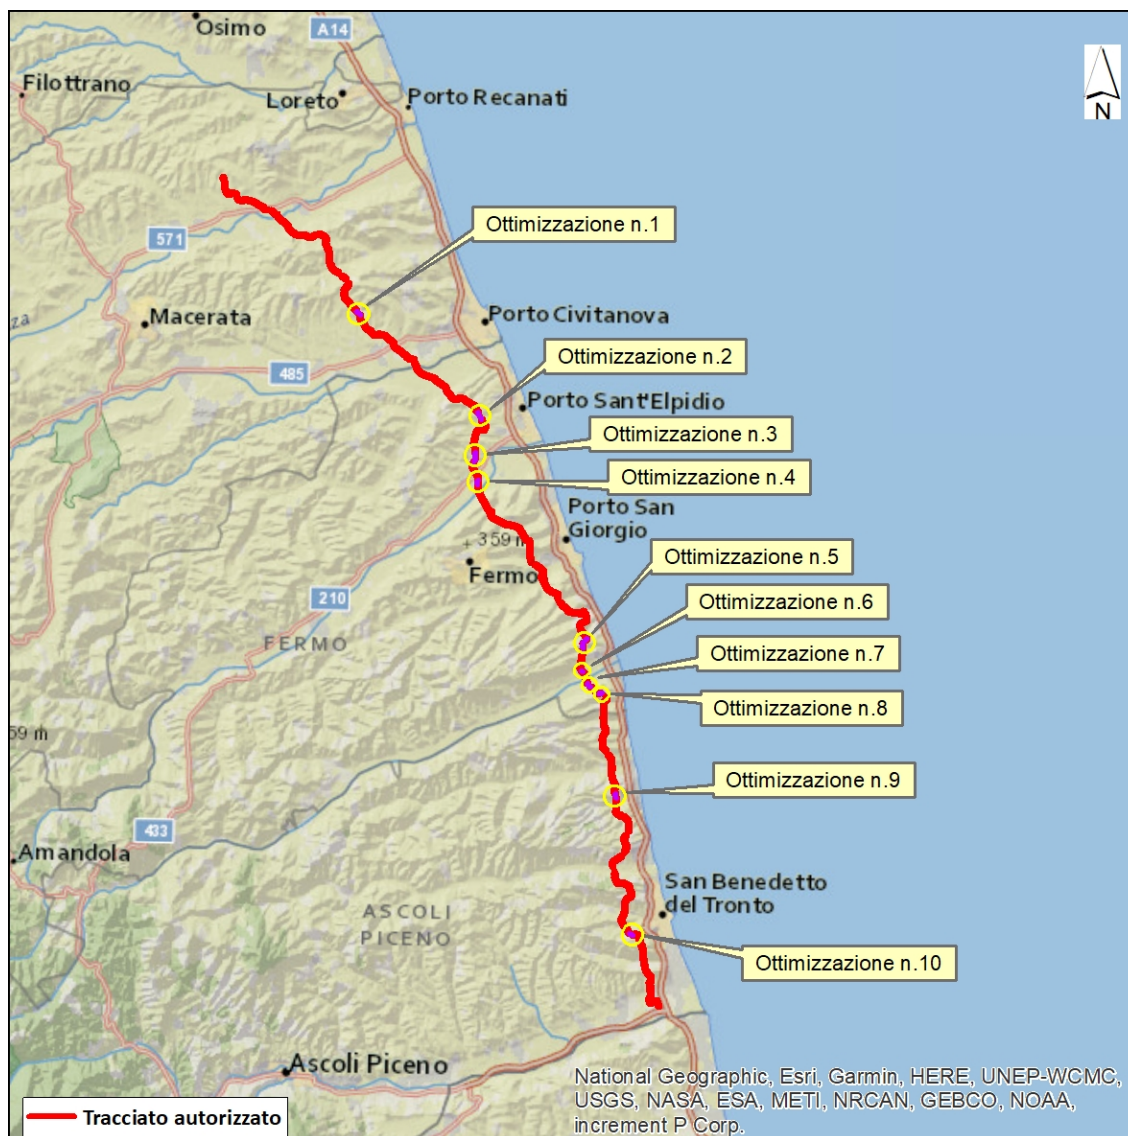 Osimo
A14
Filottrano
Loreto
Porto Recanati
N
Ottimizzazione n.1
571
Macerata
Porto Civitanova
Ottimizzazione n.2
485
Porto Sant'Elpidio
Ottimizzazione n.3
Ottimizzazione n.4
Porto San
Giorgio
+ 359 m
Fermo
Ottimizzazione n.5
210
Ottimizzazione n.6
FERMO
Ottimizzazione n.7
Ottimizzazione n.8
59 m
Ottimizzazione n.9
433
Amandola
San Benedetto
del Tronto
ASCOLI
PICENO
Ottimizzazione n.10
Ascoli Piceno
National Geographic, Esri, Garmin, HERE, UNEP-WCMC,
USGS, NASA, ESA, METI, NRCAN, GEBCO, NOAA,
increment P Corp.
Tracciato autorizzato